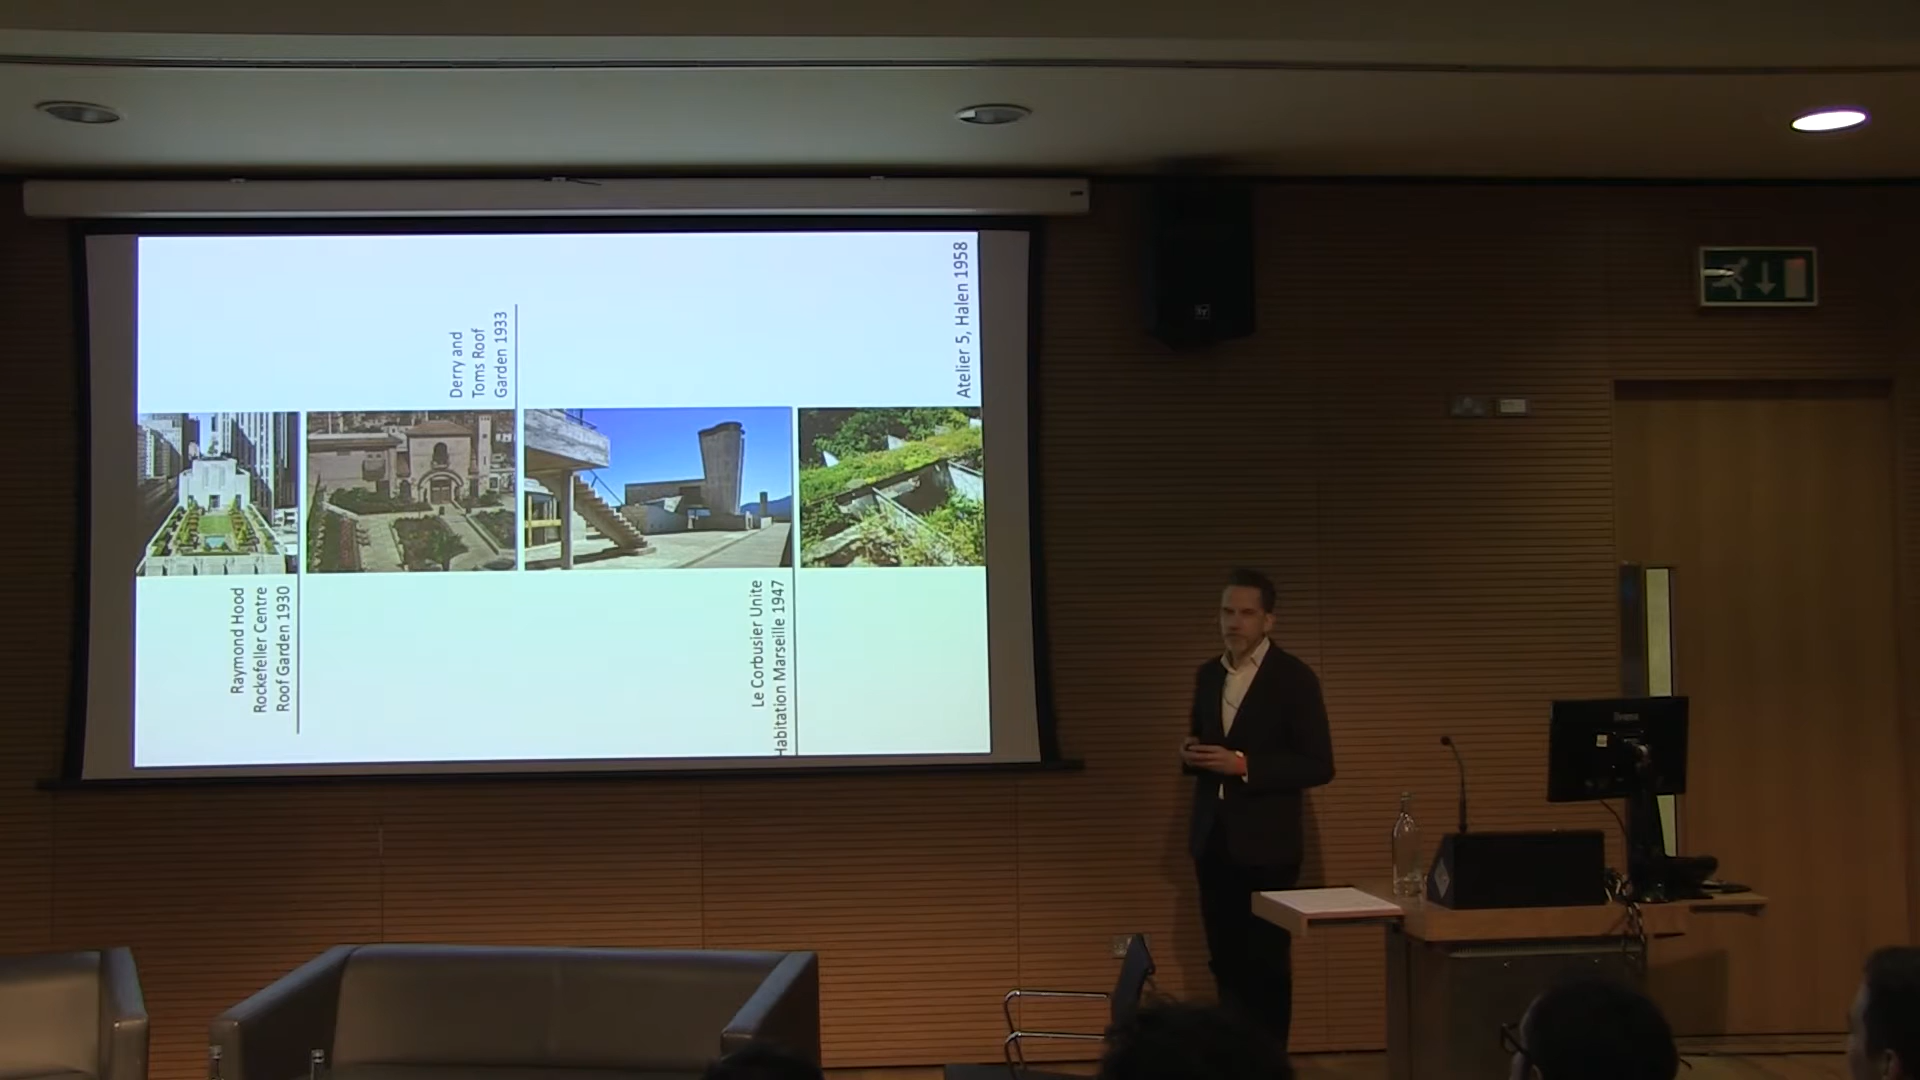 Raymond Hood
Rockefeller Centre
Roof Garden 1930
Derry and
Toms Roof
Garden 1933
Le Corbusier Unite
Habitation Marseille 1947
Atelier 5, Halen 1958